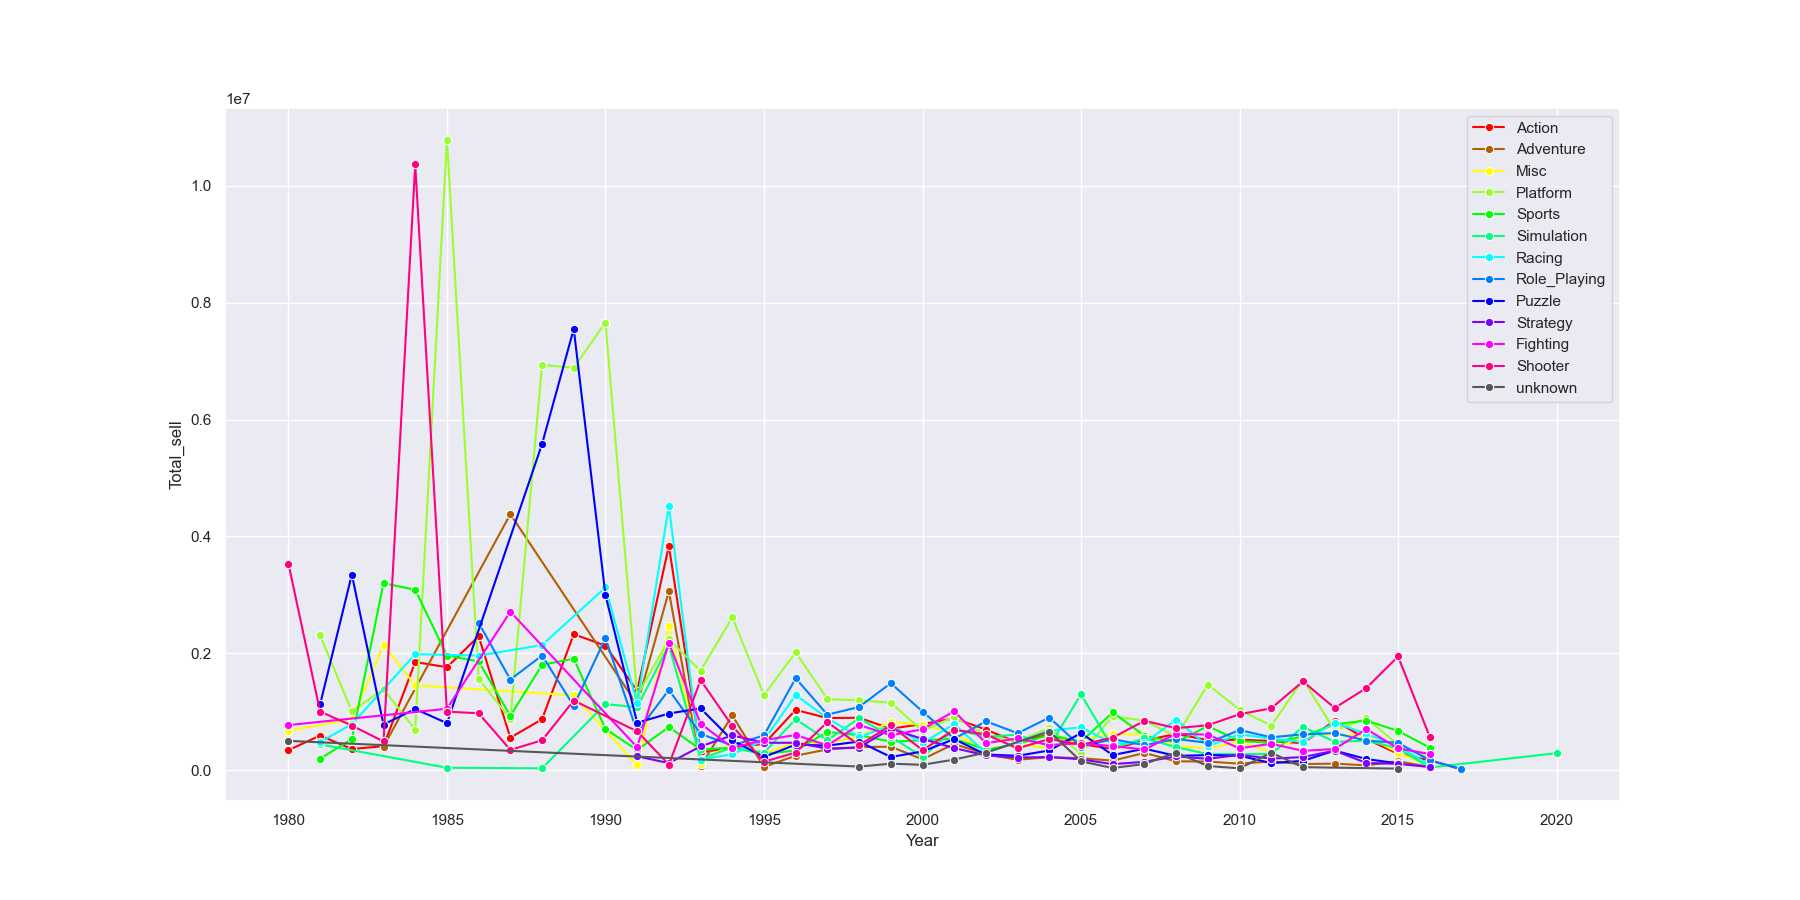 1e7
1.0
0.8
0.6
0.4
0.2
0.0
Total_sell
1980 1985 1990 1995 2000 2005 2010 2015 2020
Year
Action
Adventure
Misc
Platform
Sports
Simulation
Racing
Role_Playing
Puzzle
Strategy
Fighting
Shooter
unknown